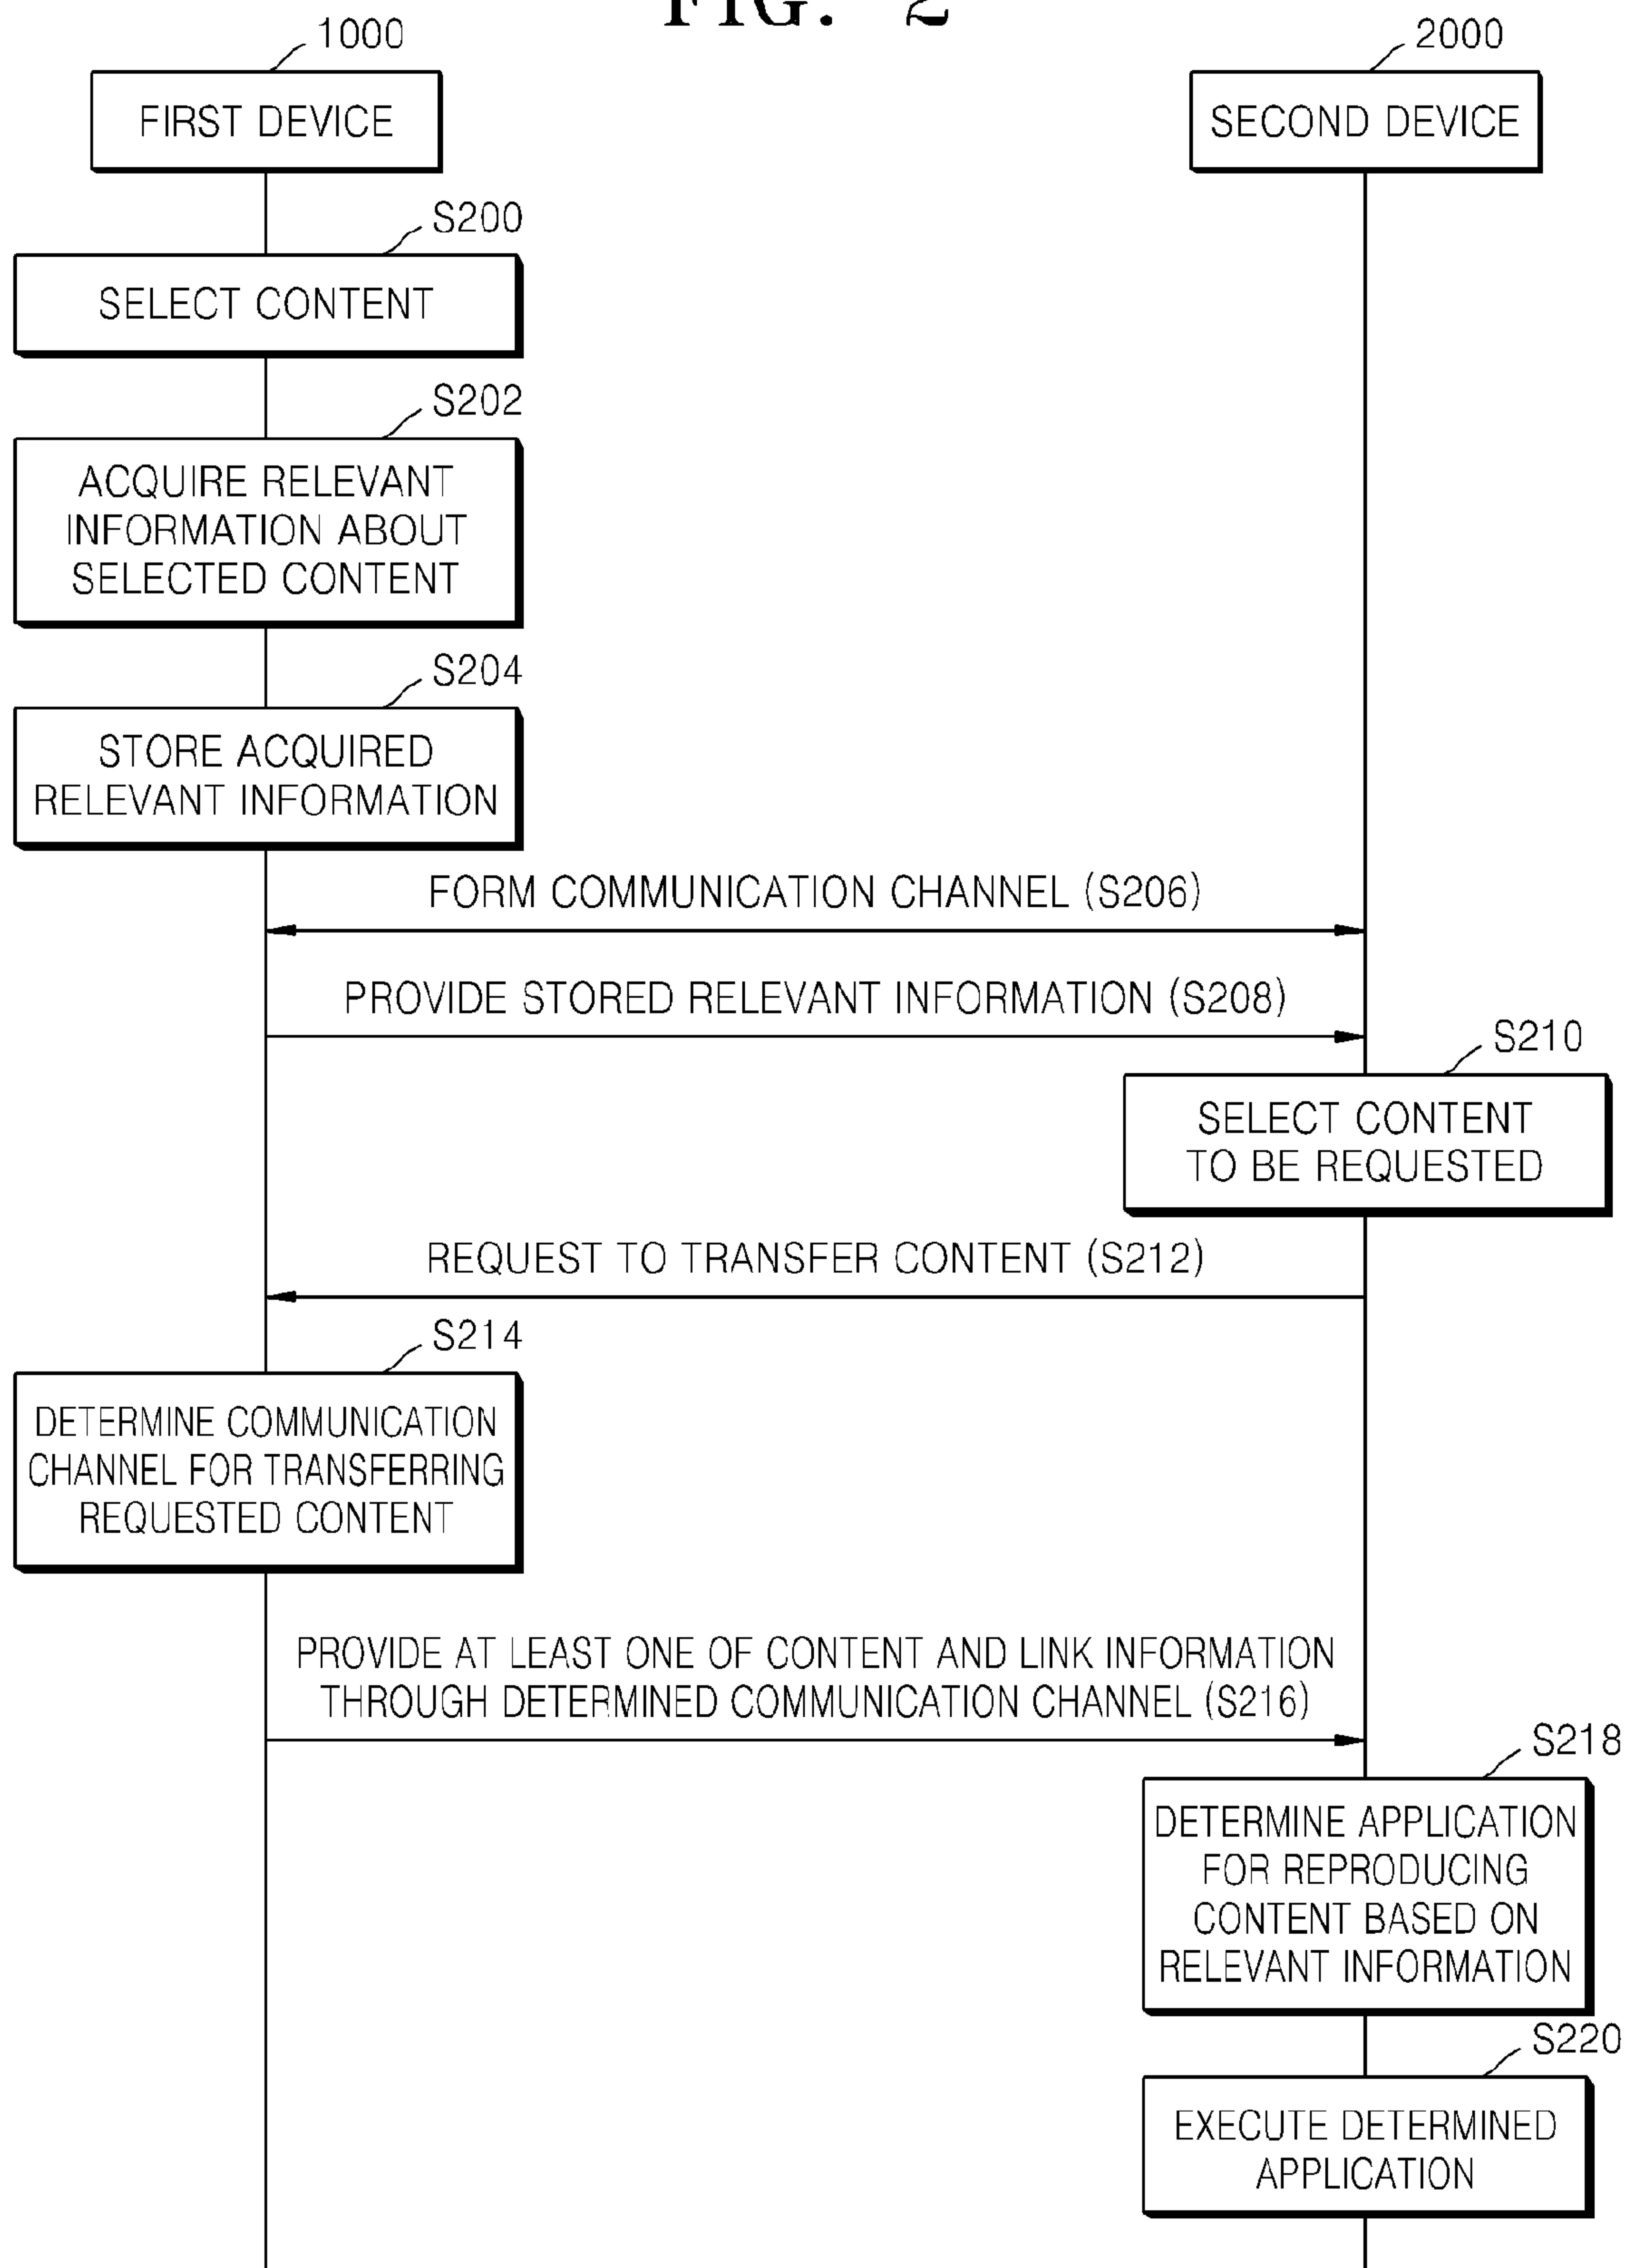 FIG. 2
1000
2000
FIRST DEVICE
SECOND DEVICE
S200
SELECT CONTENT
S202
ACQUIRE RELEVANT
INFORMATION ABOUT
SELECTED CONTENT
S204
STORE ACQUIRED
RELEVANT INFORMATION
FORM COMMUNICATION CHANNEL (S206)
PROVIDE STORED RELEVANT INFORMATION (S208)
S210
SELECT CONTENT
TO BE REQUESTED
REQUEST TO TRANSFER CONTENT (S212)
S214
DETERMINE COMMUNICATION
CHANNEL FOR TRANSFERRING
REQUESTED CONTENT
PROVIDE AT LEAST ONE OF CONTENT AND LINK INFORMATION
THROUGH DETERMINED COMMUNICATION CHANNEL (S216)
S218
DETERMINE APPLICATION
FOR REPRODUCING
CONTENT BASED ON
RELEVANT INFORMATION
S220
EXECUTE DETERMINED
APPLICATION